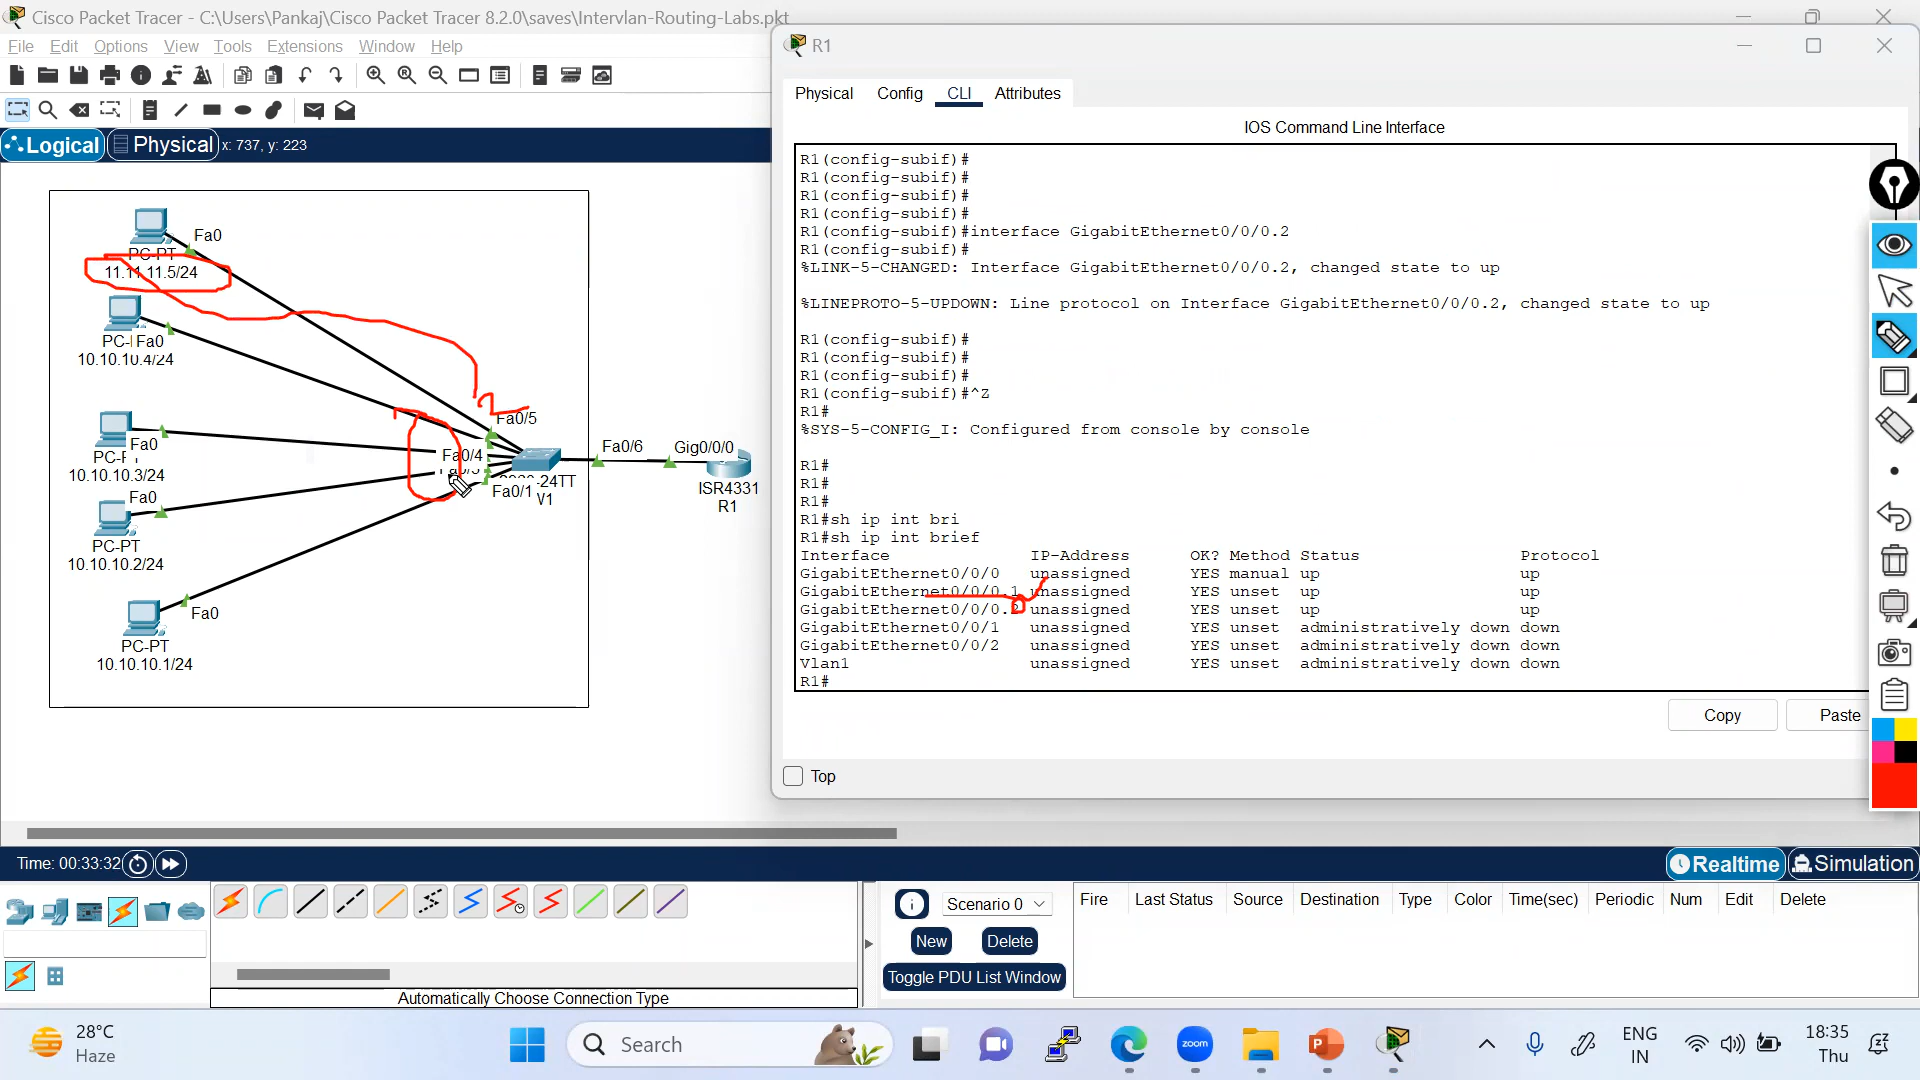 Cisco Packet Tracer - C:\Users\Pankaj\Cisco Packet Tracer 8.2.0\saves\Intervlan-Routing-Labs.pkt
File Edit Options View Tools Extensions Window Help
Logical Physical x: 737, y: 223
Fa0
PC-PT
11.11.11.5/24
Fa0
10.10.10.4/24
Fa0
10.10.10.3/24
Fa0
PC-PT
10.10.10.2/24
Fa0
PC-PT
10.10.10.1/24
2
Fa0/5
Fa0/4
Fa0/1
Fa0/6
Gig0/0/0
ISR4331
R1
R1
Physical Config CLI Attributes
IOS Command Line Interface
R1(config-subif)#
R1(config-subif)#
R1(config-subif)#
R1(config-subif)#
R1(config-subif)#interface GigabitEthernet0/0/0.2
R1(config-subif)#
%LINK-5-CHANGED: Interface GigabitEthernet0/0/0.2, changed state to up
%LINEPROTO-5-UPDOWN: Line protocol on Interface GigabitEthernet0/0/0.2, changed state to up
R1(config-subif)#
R1(config-subif)#
R1(config-subif)#
R1(config-subif)#^Z
R1#
%SYS-5-CONFIG_I: Configured from console by console
R1#
R1#
R1#
R1#sh ip int bri
R1#sh ip int brief
Interface IP-Address OK? Method Status Protocol
GigabitEthernet0/0/0 unassigned YES manual up up
GigabitEthernet0/0/0.1 unassigned YES unset up up
GigabitEthernet0/0/0.2 unassigned YES unset up up
GigabitEthernet0/0/1 unassigned YES unset administratively down down
GigabitEthernet0/0/2 unassigned YES unset administratively down down
Vlan1 unassigned YES unset administratively down down
R1#
Copy Paste
Top
Time: 00:33:32
Realtime Simulation
Scenario 0
New Delete
Toggle PDU List Window
Fire Last Status Source Destination Type Color Time(sec) Periodic Num Edit Delete
Automatically Choose Connection Type
28°C
Haze
Search
zoom
ENG
IN
18:35
Thu